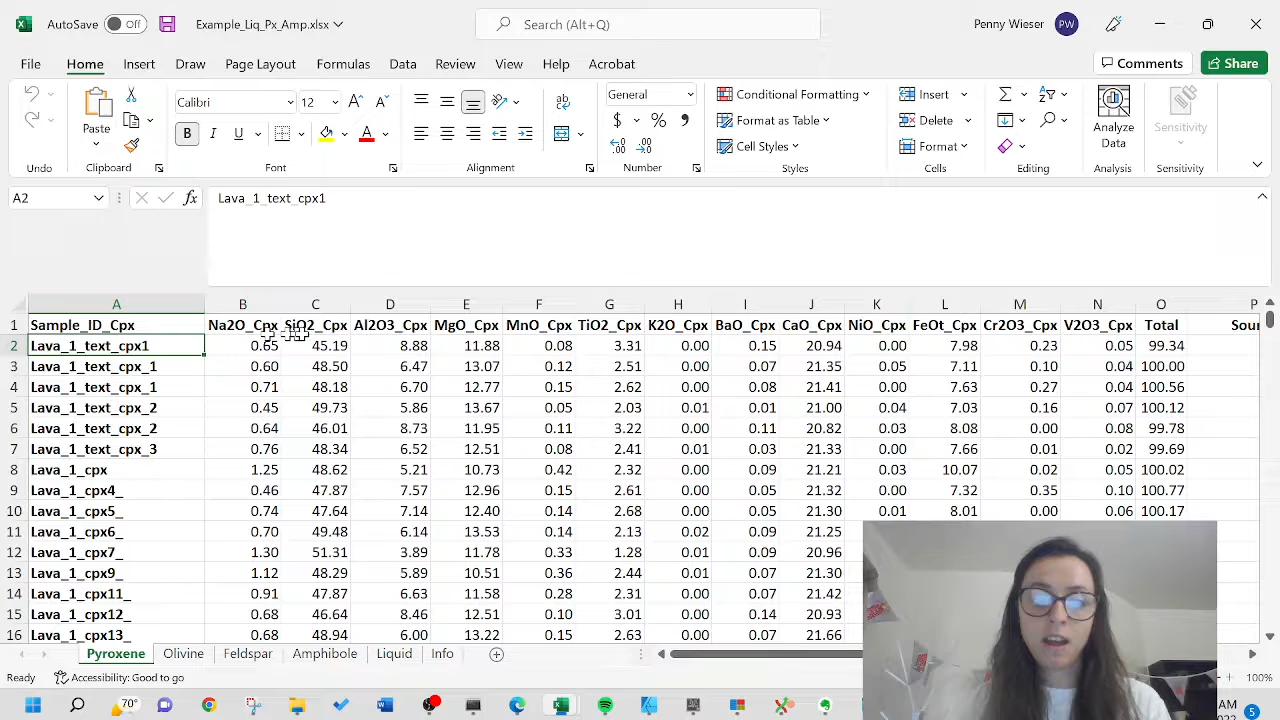 AutoSave Off Example_Liq_Px_Amp.xlsx Search (Alt+Q) Penny Wieser PW
File Home Insert Draw Page Layout Formulas Data Review View Help Acrobat Comments Share
Paste Calibri 12 General Conditional Formatting Insert Analyze Data Sensitivity
B I U $ % Format as Table Delete
Cell Styles Format
Undo Clipboard Font Alignment Number Styles Cells Editing Analysis Sensitivity
A2 fx Lava_1_text_cpx1
A B C D E F G H I J K L M N O P
1 Sample_ID_Cpx Na2O_Cpx SiO2_Cpx Al2O3_Cpx MgO_Cpx MnO_Cpx TiO2_Cpx K2O_Cpx BaO_Cpx CaO_Cpx NiO_Cpx FeOt_Cpx Cr2O3_Cpx V2O3_Cpx Total Sour
2 Lava_1_text_cpx1 0.65 45.19 8.88 11.88 0.08 3.31 0.00 0.15 20.94 0.00 7.98 0.23 0.05 99.34
3 Lava_1_text_cpx_1 0.60 48.50 6.47 13.07 0.12 2.51 0.00 0.07 21.35 0.05 7.11 0.10 0.04 100.00
4 Lava_1_text_cpx_1 0.71 48.18 6.70 12.77 0.15 2.62 0.00 0.08 21.41 0.00 7.63 0.27 0.04 100.56
5 Lava_1_text_cpx_2 0.45 49.73 5.86 13.67 0.05 2.03 0.01 0.01 21.00 0.04 7.03 0.16 0.07 100.12
6 Lava_1_text_cpx_2 0.64 46.01 8.73 11.95 0.11 3.22 0.00 0.11 20.82 0.03 8.08 0.00 0.08 99.78
7 Lava_1_text_cpx_3 0.76 48.34 6.52 12.51 0.08 2.41 0.01 0.03 21.33 0.00 7.66 0.01 0.02 99.69
8 Lava_1_cpx 1.25 48.62 5.21 10.73 0.42 2.32 0.00 0.09 21.21 0.03 10.07 0.02 0.05 100.02
9 Lava_1_cpx4_ 0.46 47.87 7.57 12.96 0.15 2.61 0.00 0.05 21.32 0.00 7.32 0.35 0.10 100.77
10 Lava_1_cpx5_ 0.74 47.64 7.14 12.40 0.14 2.68 0.00 0.05 21.30 0.01 8.01 0.00 0.06 100.17
11 Lava_1_cpx6_ 0.70 49.48 6.14 13.53 0.14 2.13 0.02 0.09 21.25
12 Lava_1_cpx7_ 1.30 51.31 3.89 11.78 0.33 1.28 0.01 0.09 20.96
13 Lava_1_cpx9_ 1.12 48.29 5.89 10.51 0.36 2.44 0.01 0.07 21.30
14 Lava_1_cpx11_ 0.91 47.87 6.63 11.58 0.28 2.31 0.01 0.07 21.42
15 Lava_1_cpx12_ 0.68 46.64 8.46 12.51 0.10 3.01 0.00 0.14 20.93
16 Lava_1_cpx13_ 0.68 48.94 6.00 13.22 0.15 2.63 0.00 0.07 21.66
Pyroxene Olivine Feldspar Amphibole Liquid Info
Ready Accessibility: Good to go 100%
70° AM
5